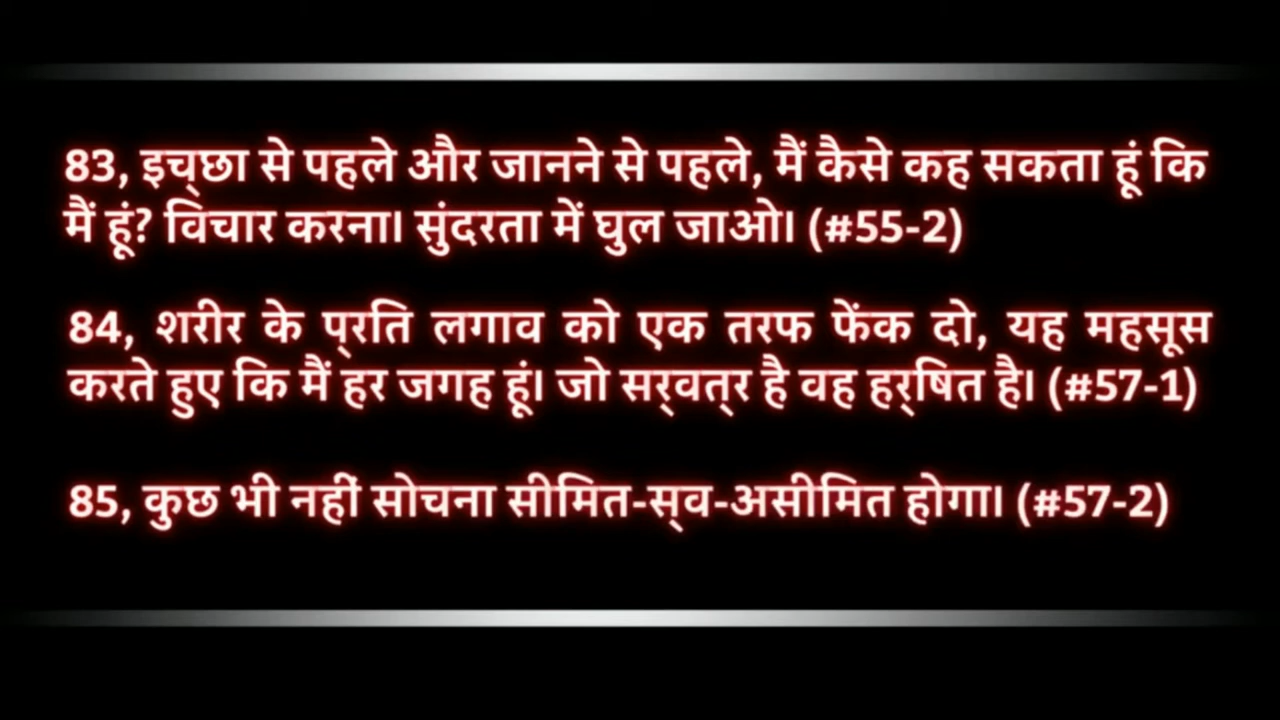 83, इच्छा से पहले और जानने से पहले, मैं कैसे कह सकता हूं कि
मैं हूं? विचार करना। सुंदरता में घुल जाओ। (#55-2)
84, शरीर के प्रति लगाव को एक तरफ फेंक दो, यह महसूस
करते हुए कि मैं हर जगह हूं। जो सर्वत्र है वह हर्षित है। (#57-1)
85, कुछ भी नहीं सोचना सीमित-स्व-असीमित होगा। (#57-2)